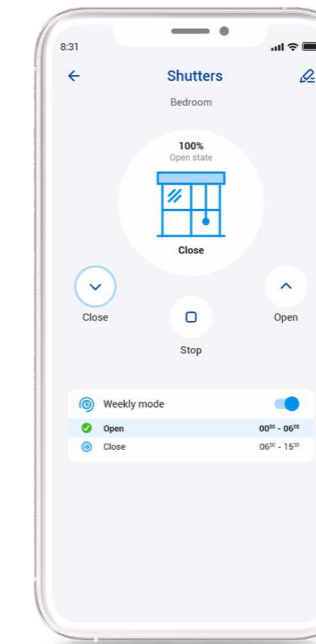 8:31
Shutters
Bedroom
100%
Open state
Close
Close
Open
Stop
Weekly mode
Open 00⁰⁰ - 06⁰⁰
Close 06⁰⁰ - 15³⁰